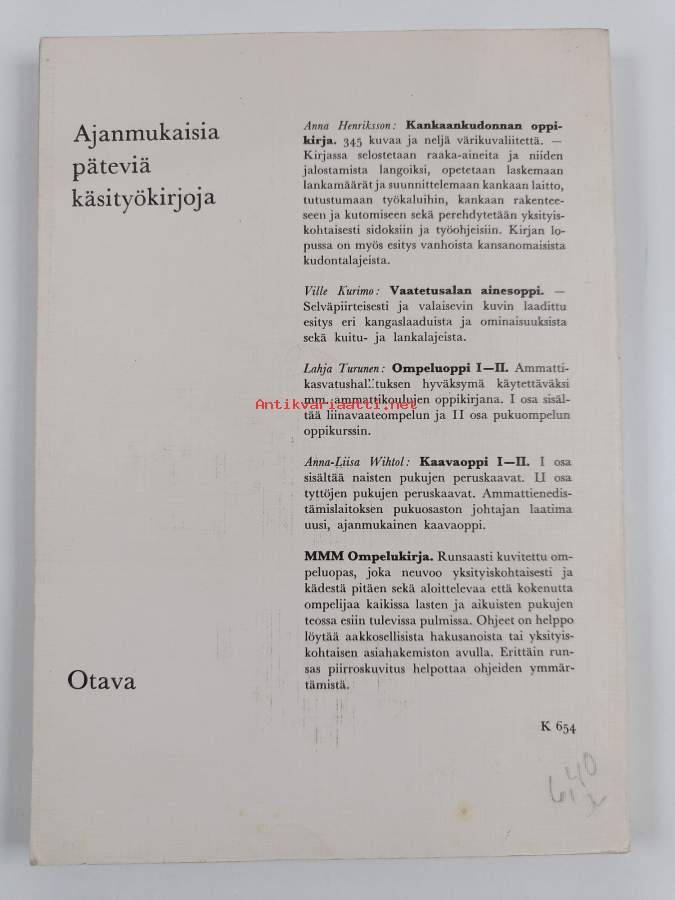 Ajanmukaisia
päteviä
käsityökirjoja
Anna Henriksson: Kankaankudonnan oppi-
kirja. 345 kuvaa ja neljä värikuvaliitettä. —
Kirjassa selostetaan raaka-aineita ja niiden
jalostamista langoiksi, opetetaan laskemaan
lankamäärät ja suunnittelemaan kankaan laitto,
tutustumaan työkaluihin, kankaan rakentee-
seen ja kutomiseen sekä perehdytetään yksityis-
kohtaisesti sidoksiin ja työohjeisiin. Kirjan lo-
pussa on myös esitys vanhoista kansanomaisista
kudontalajeista.
Ville Kurimo: Vaatetusalan ainesoppi. —
Selväpiirteisesti ja valaisevin kuvin laadittu
esitys eri kangaslaaduista ja ominaisuuksista
sekä kuitu- ja lankalajeista.
Lahja Turunen: Ompeluoppi I—II. Ammatti-
kasvatushallituksen hyväksymä käytettäväksi
mm. ammattikoulujen oppikirjana. I osa sisäl-
tää liinavaateompelun ja II osa pukuompelun
oppikurssin.
Antikvariaatti.net
Anna-Liisa Wihtol: Kaavaoppi I—II. I osa
sisältää naisten pukujen peruskaavat. II osa
tyttöjen pukujen peruskaavat. Ammattienedis-
tämislaitoksen pukuosaston johtajan laatima
uusi, ajanmukainen kaavaoppi.
MMM Ompelukirja. Runsaasti kuvitettu om-
peluopas, joka neuvoo yksityiskohtaisesti ja
kädestä pitäen sekä aloittelevaa että kokenutta
ompelijaa kaikissa lasten ja aikuisten pukujen
teossa esiin tulevissa pulmissa. Ohjeet on helppo
löytää aakkosellisista hakusanoista tai yksityis-
kohtaisen asiahakemiston avulla. Erittäin run-
sas piirroskuvitus helpottaa ohjeiden ymmär-
tämistä.
Otava
K 654